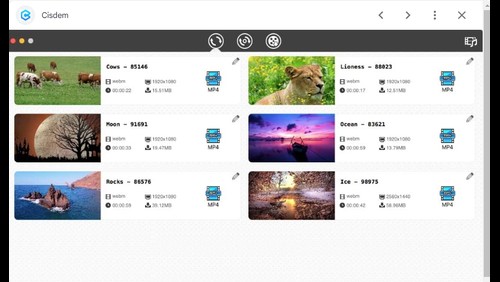 Cisdem
Cows - 85146
webm 1920x1080
00:00:22 15.51MB
MP4
Lioness - 88023
webm 1920x1080
00:00:17 12.51MB
MP4
Moon - 91691
webm 1920x1080
00:00:33 19.47MB
MP4
Ocean - 83621
webm 1920x1080
00:00:59 13.79MB
MP4
Rocks - 86576
webm 1920x1080
00:00:59 39.12MB
MP4
Ice - 98975
webm 2560x1440
00:06:42 58.96MB
MP4